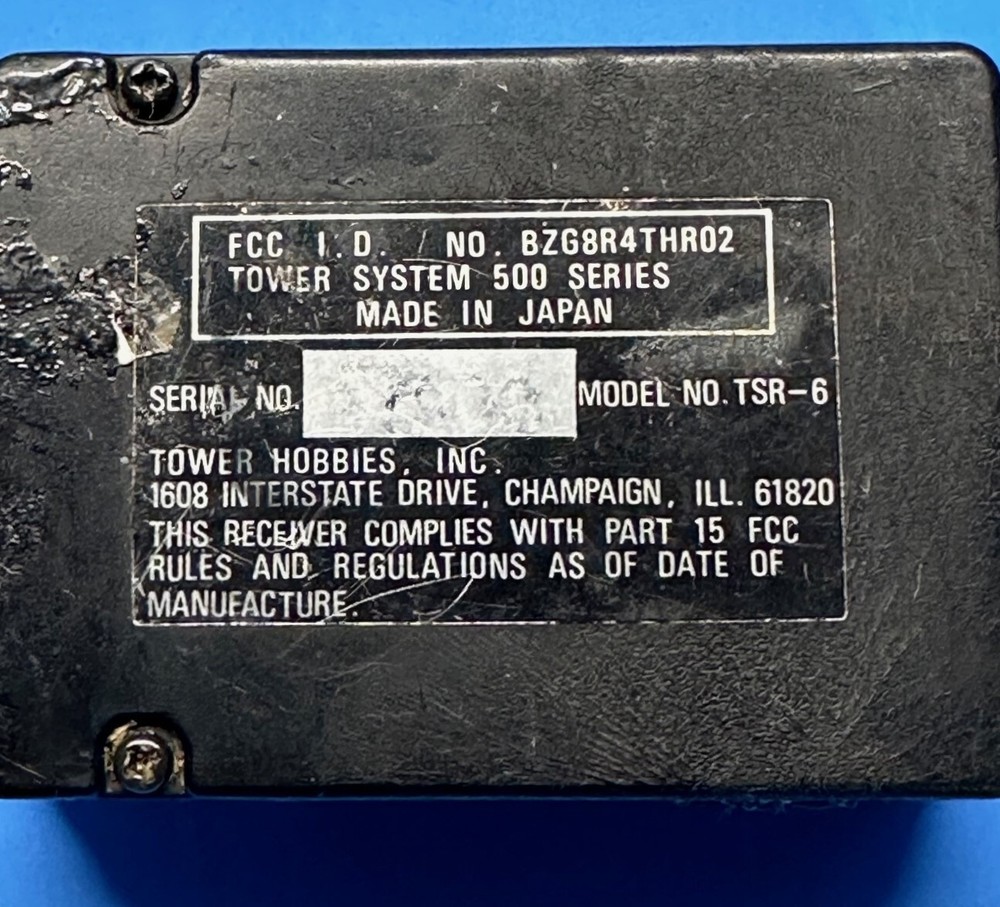 FCC I.D. NO. BZG8R4THR02
TOWER SYSTEM 500 SERIES
MADE IN JAPAN
SERIAL NO. MODEL NO. TSR-6
TOWER HOBBIES, INC.
1608 INTERSTATE DRIVE, CHAMPAIGN, ILL. 61820
THIS RECEIVER COMPLIES WITH PART 15 FCC
RULES AND REGULATIONS AS OF DATE OF
MANUFACTURE.